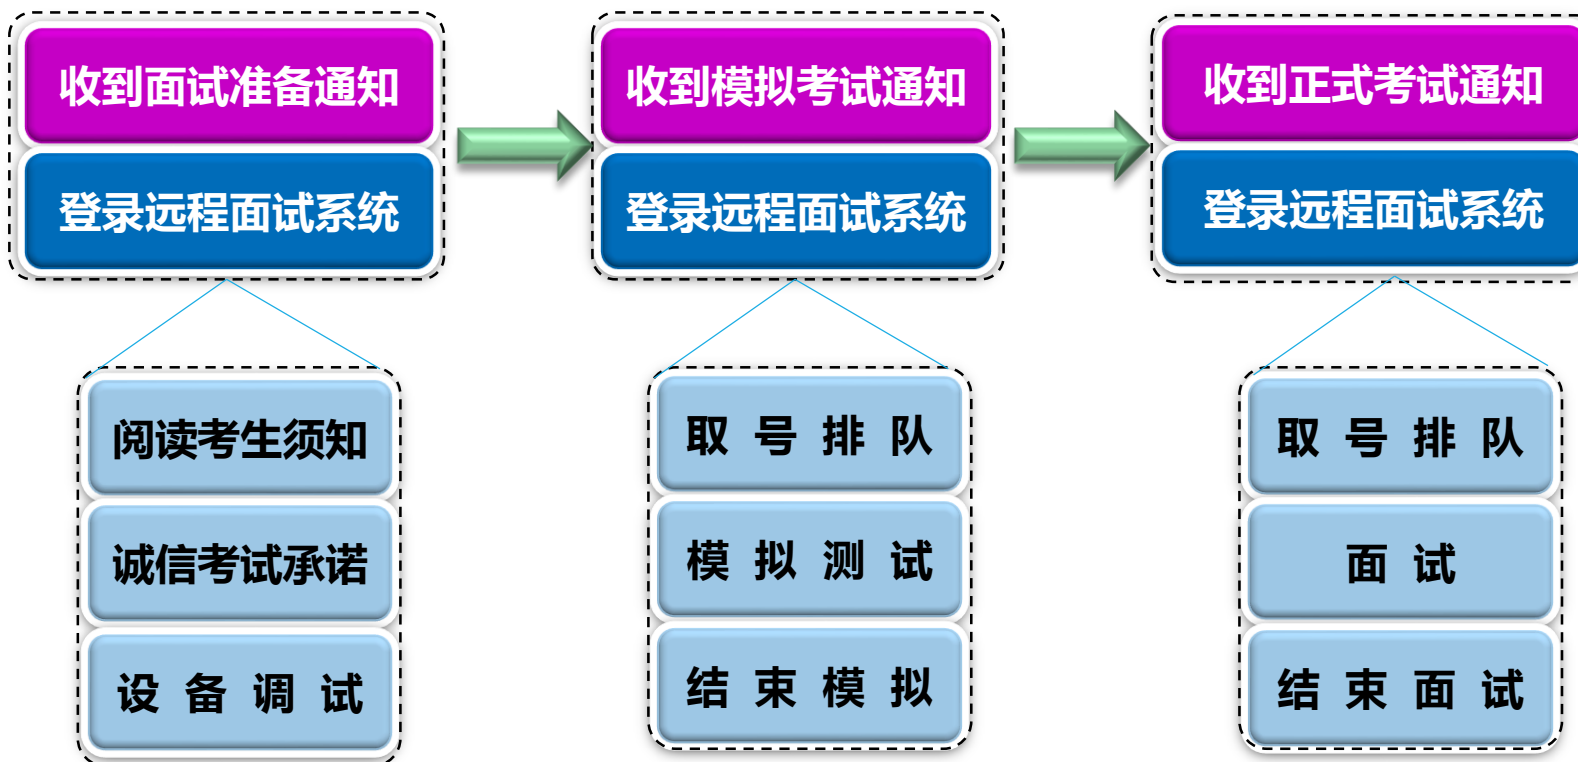 收到面试准备通知
登录远程面试系统
收到模拟考试通知
登录远程面试系统
收到正式考试通知
登录远程面试系统
阅读考生须知
诚信考试承诺
设备调试
取号排队
模拟测试
结束模拟
取号排队
面试
结束面试